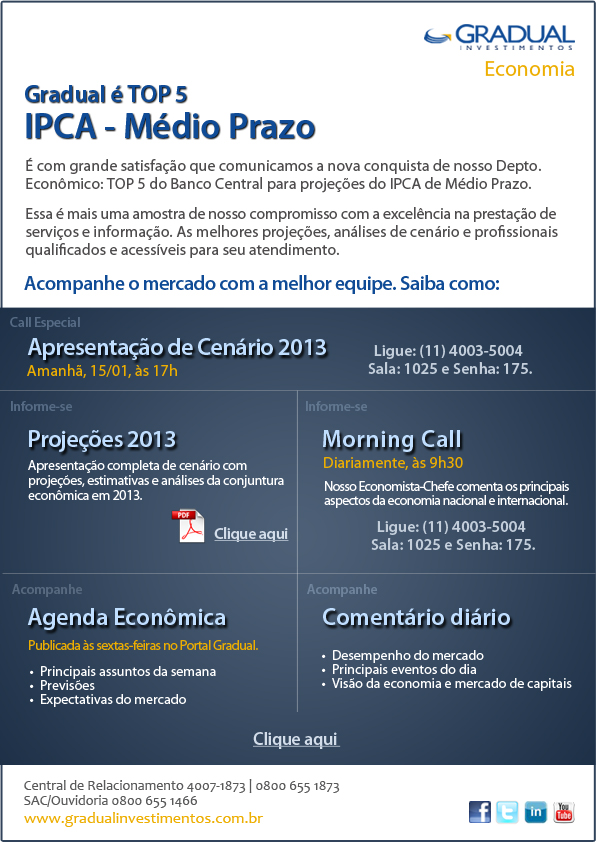 GRADUAL
INVESTIMENTOS
Economia
Gradual é TOP 5
IPCA - Médio Prazo
É com grande satisfação que comunicamos a nova conquista de nosso Depto.
Econômico: TOP 5 do Banco Central para projeções do IPCA de Médio Prazo.
Essa é mais uma amostra de nosso compromisso com a excelência na prestação de
serviços e informação. As melhores projeções, análises de cenário e profissionais
qualificados e acessíveis para seu atendimento.
Acompanhe o mercado com a melhor equipe. Saiba como:
Call Especial
Apresentação de Cenário 2013
Amanhã, 15/01, às 17h
Ligue: (11) 4003-5004
Sala: 1025 e Senha: 175.
Informe-se
Projeções 2013
Apresentação completa de cenário com
projeções, estimativas e análises da conjuntura
econômica em 2013.
PDF
Clique aqui
Informe-se
Morning Call
Diariamente, às 9h30
Nosso Economista-Chefe comenta os principais
aspectos da economia nacional e internacional.
Ligue: (11) 4003-5004
Sala: 1025 e Senha: 175.
Acompanhe
Agenda Econômica
Publicada às sextas-feiras no Portal Gradual.
• Principais assuntos da semana
• Previsões
• Expectativas do mercado
Acompanhe
Comentário diário
• Desempenho do mercado
• Principais eventos do dia
• Visão da economia e mercado de capitais
Clique aqui
Central de Relacionamento 4007-1873 | 0800 655 1873
SAC/Ouvidoria 0800 655 1466
www.gradualinvestimentos.com.br
f t in You Tube